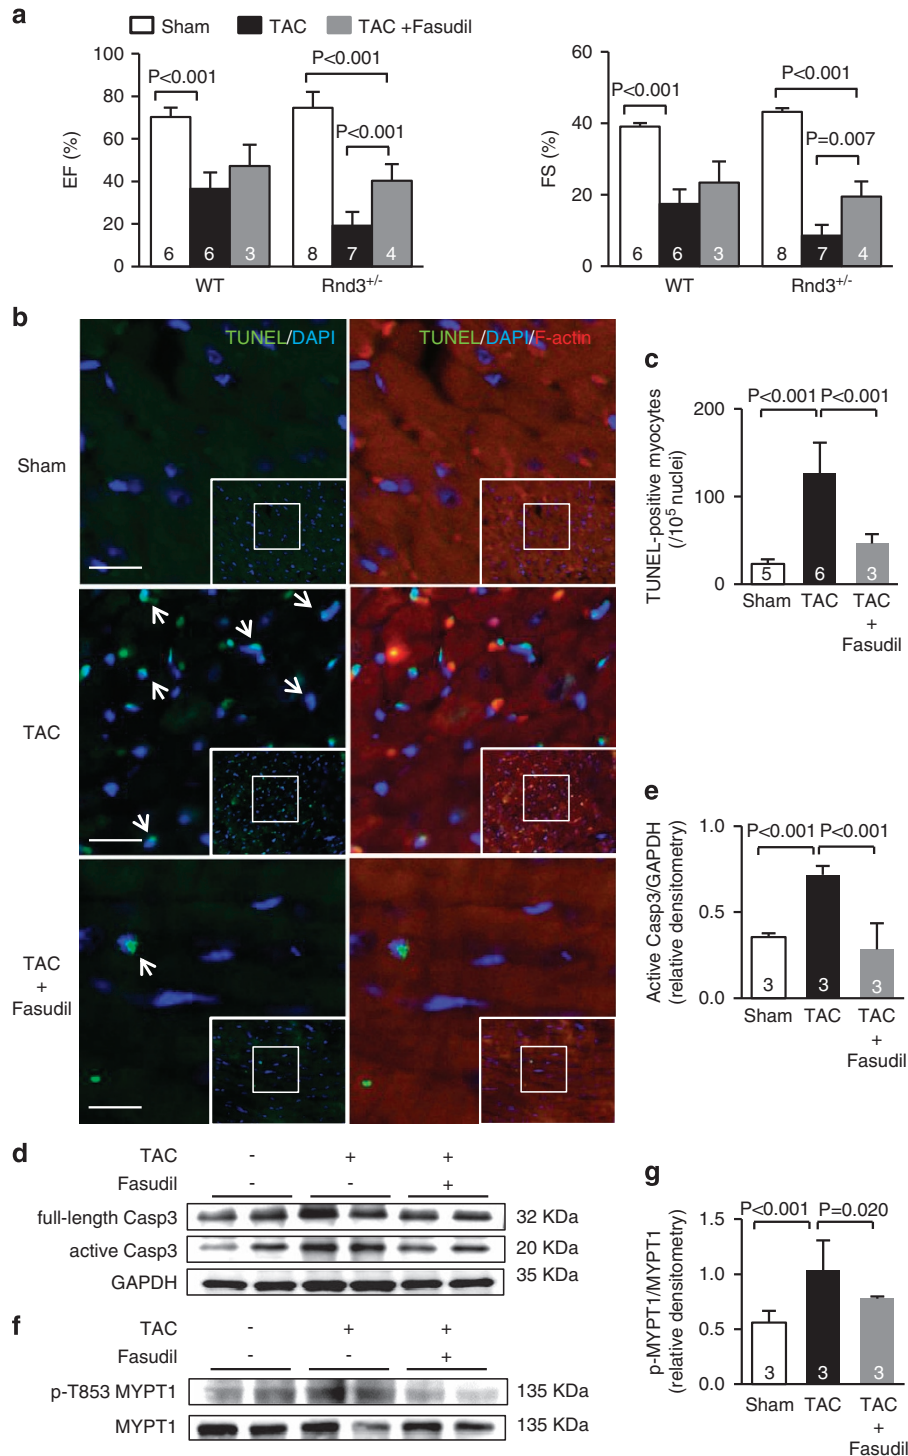 a
Sham TAC TAC +Fasudil
100
80
60
40
20
0
EF (%)
P<0.001
P<0.001
P<0.001
6 6 3 8 7 4
WT Rnd3+/-
60
40
20
0
FS (%)
P<0.001
P<0.001
P=0.007
6 6 3 8 7 4
WT Rnd3+/-
b
TUNEL/DAPI TUNEL/DAPI/F-actin
Sham
TAC
TAC
+
Fasudil
c
P<0.001 P<0.001
200
100
0
TUNEL-positive myocytes
(/10⁵ nuclei)
5 6 3
Sham TAC TAC
+
Fasudil
e
P<0.001 P<0.001
1.0
0.5
0.0
Active Casp3/GAPDH
(relative densitometry)
3 3 3
Sham TAC TAC
+
Fasudil
d
TAC - + +
Fasudil - - +
full-length Casp3 32 KDa
active Casp3 20 KDa
GAPDH 35 KDa
f
TAC - + +
Fasudil - - +
p-T853 MYPT1 135 KDa
MYPT1 135 KDa
g
P<0.001 P=0.020
1.5
1.0
0.5
0.0
p-MYPT1/MYPT1
(relative densitometry)
3 3 3
Sham TAC TAC
+
Fasudil